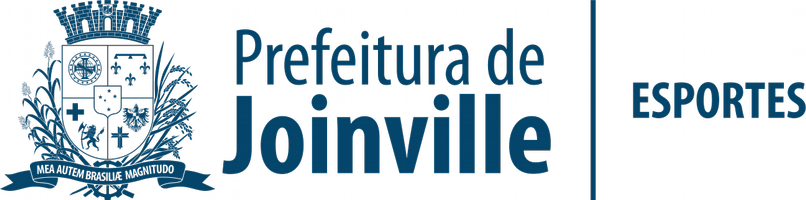 Prefeitura de
Joinville
ESPORTES
MEA AUTEM BRASILIÆ MAGNITUDO